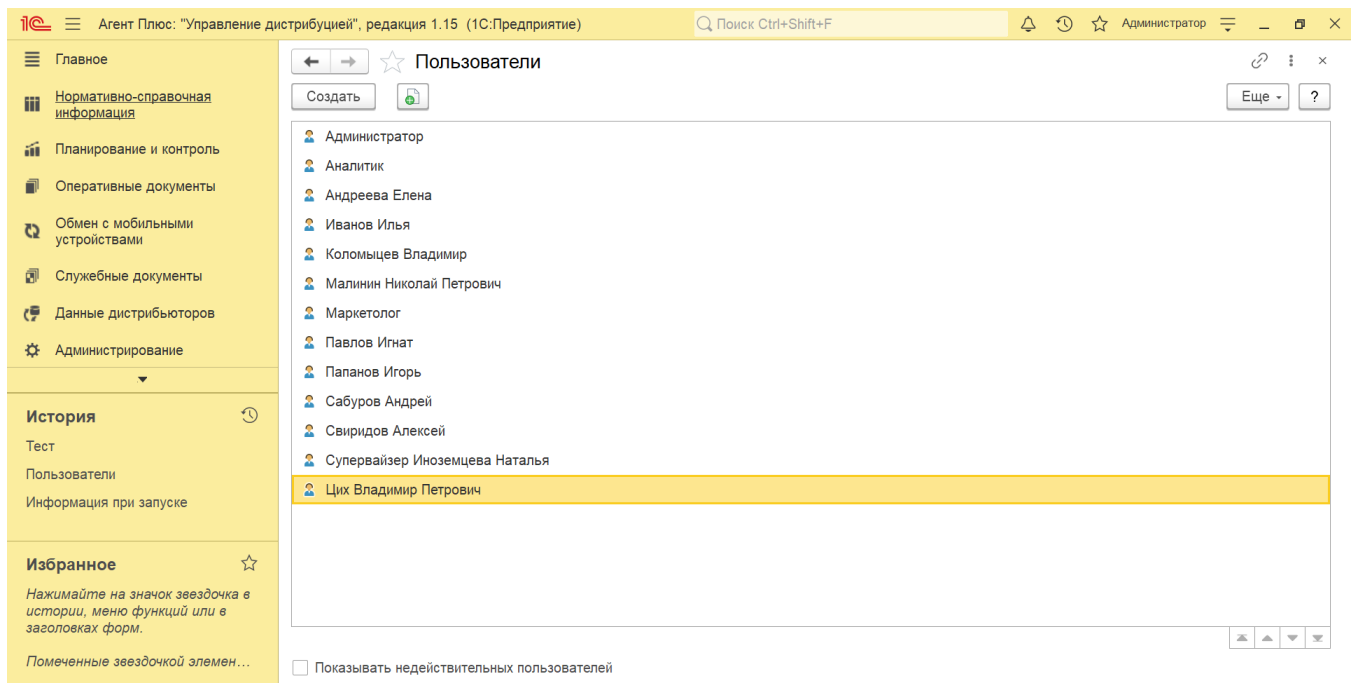 1С Агент Плюс: "Управление дистрибуцией", редакция 1.15 (1С:Предприятие) Поиск Ctrl+Shift+F Администратор
Главное
Нормативно-справочная
информация
Планирование и контроль
Оперативные документы
Обмен с мобильными
устройствами
Служебные документы
Данные дистрибьюторов
Администрирование
История
Тест
Пользователи
Информация при запуске
Избранное
Нажимайте на значок звездочка в
истории, меню функций или в
заголовках форм.
Помеченные звездочкой элемен...
Пользователи
Создать Еще ?
Администратор
Аналитик
Андреева Елена
Иванов Илья
Коломыцев Владимир
Малинин Николай Петрович
Маркетолог
Павлов Игнат
Папанов Игорь
Сабуров Андрей
Свиридов Алексей
Супервайзер Иноземцева Наталья
Цих Владимир Петрович
Показывать недействительных пользователей